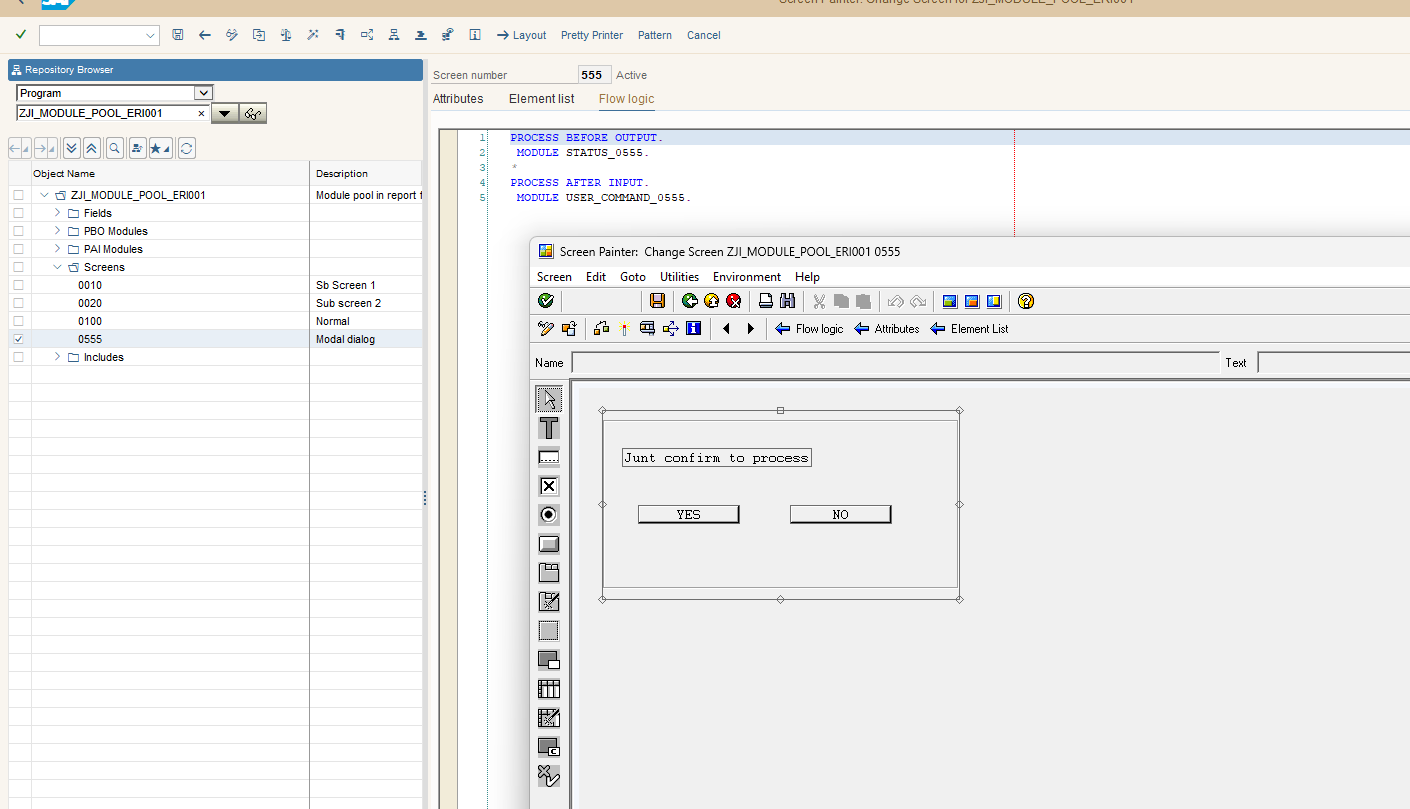 Screen Painter: Change Screen for ZJI_MODULE_POOL_ERI001
Layout Pretty Printer Pattern Cancel
Repository Browser
Program
ZJI_MODULE_POOL_ERI001
Object Name Description
ZJI_MODULE_POOL_ERI001 Module pool in report f
Fields
PBO Modules
PAI Modules
Screens
0010 Sb Screen 1
0020 Sub screen 2
0100 Normal
0555 Modal dialog
Includes
Screen number 555 Active
Attributes Element list Flow logic
1 PROCESS BEFORE OUTPUT.
2 MODULE STATUS_0555.
3 *
4 PROCESS AFTER INPUT.
5 MODULE USER_COMMAND_0555.
Screen Painter: Change Screen ZJI_MODULE_POOL_ERI001 0555
Screen Edit Goto Utilities Environment Help
Flow logic Attributes Element List
Name Text
Junt confirm to process
YES NO